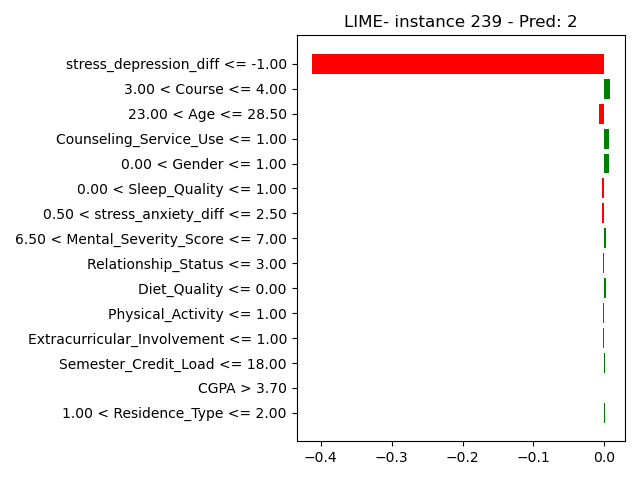 LIME- instance 239 - Pred: 2
stress_depression_diff <= -1.00
3.00 < Course <= 4.00
23.00 < Age <= 28.50
Counseling_Service_Use <= 1.00
0.00 < Gender <= 1.00
0.00 < Sleep_Quality <= 1.00
0.50 < stress_anxiety_diff <= 2.50
6.50 < Mental_Severity_Score <= 7.00
Relationship_Status <= 3.00
Diet_Quality <= 0.00
Physical_Activity <= 1.00
Extracurricular_Involvement <= 1.00
Semester_Credit_Load <= 18.00
CGPA > 3.70
1.00 < Residence_Type <= 2.00
−0.4 −0.3 −0.2 −0.1 0.0